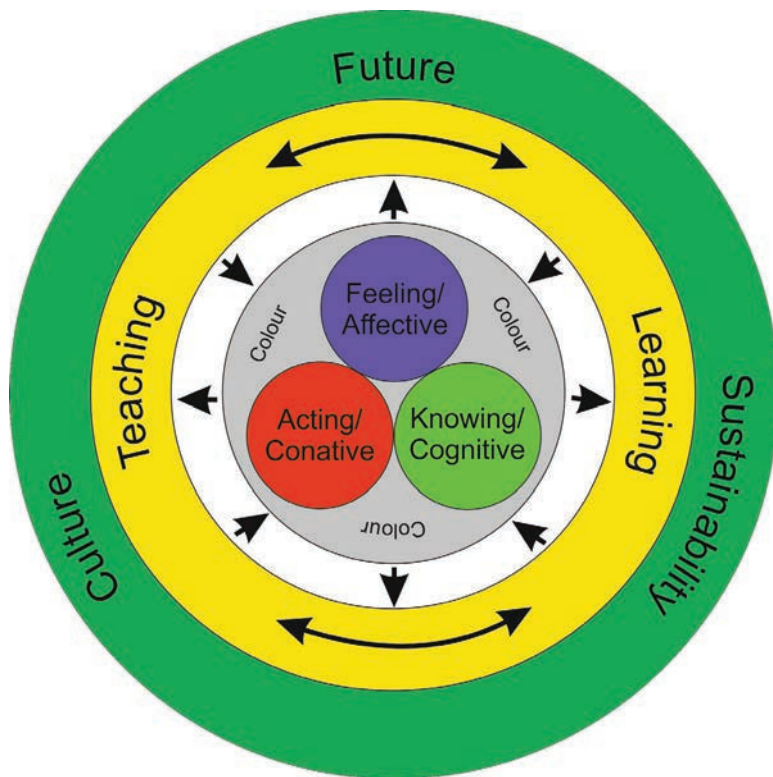 Future
Teaching
Learning
Culture
Sustainability
Colour
Colour
Feeling/
Affective
Acting/
Conative
Knowing/
Cognitive
Colour